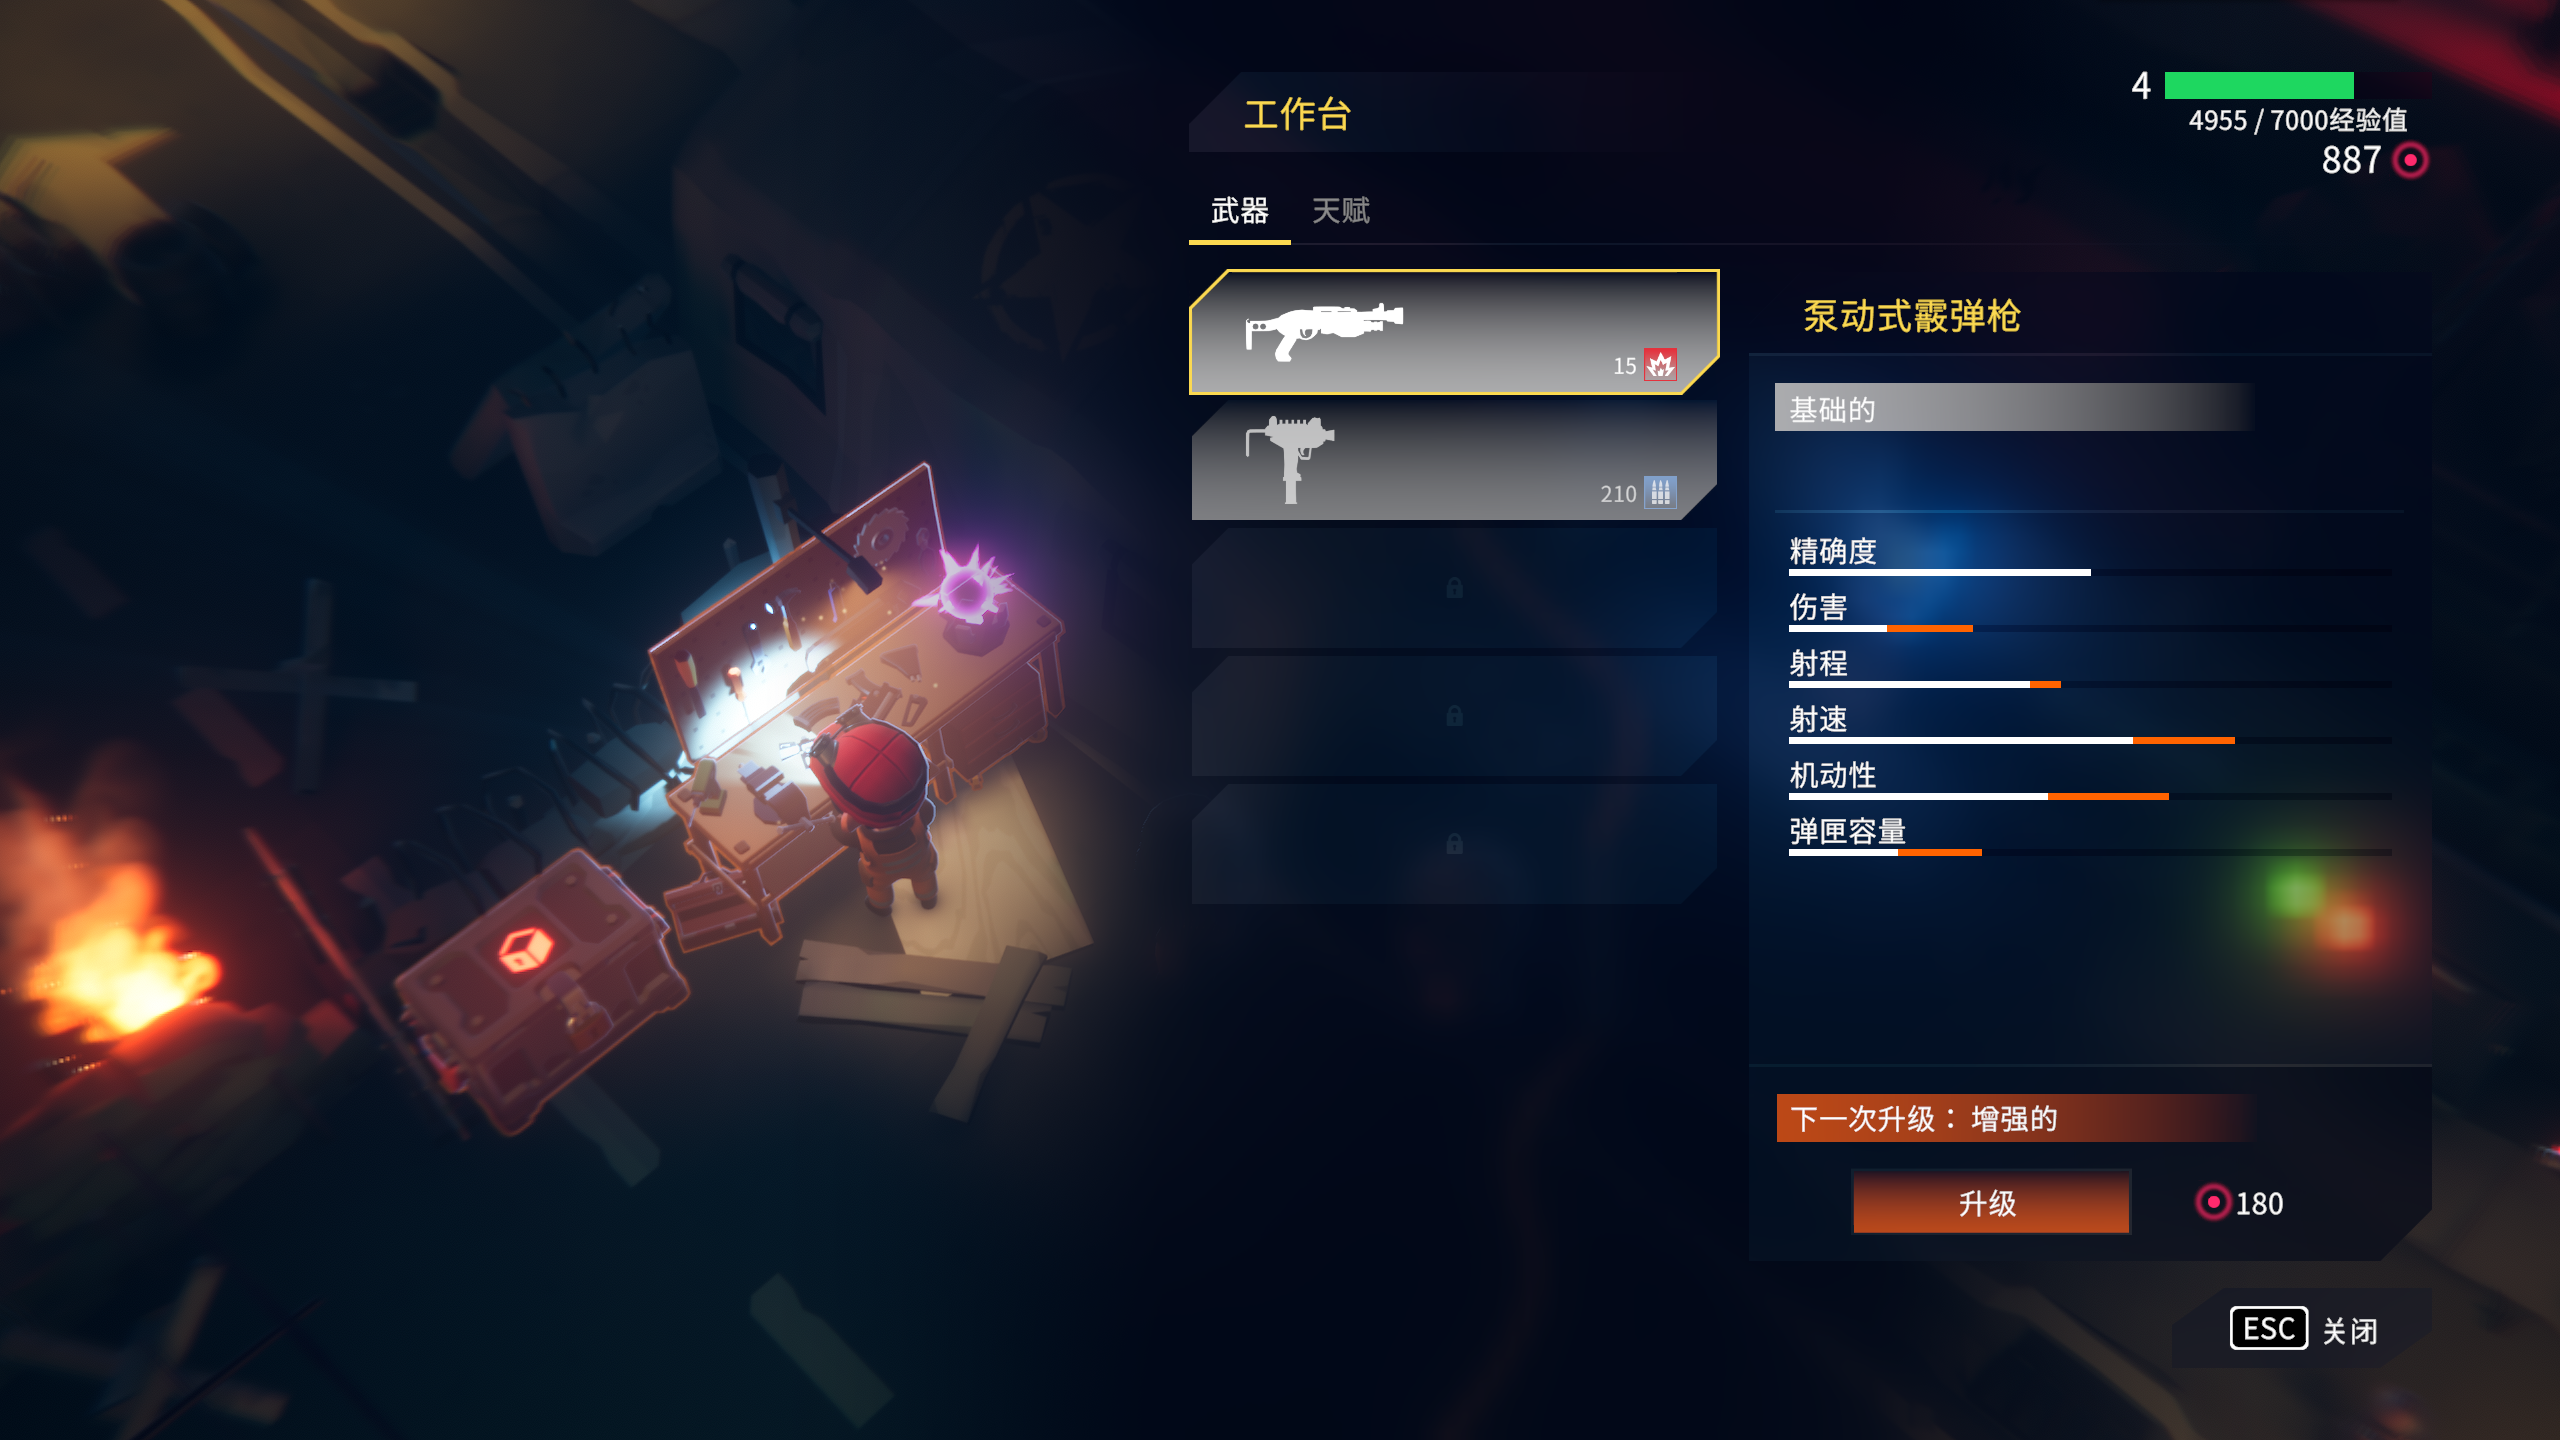 工作台
4
4955 / 7000经验值
887
武器 天赋
15
210
泵动式霰弹枪
基础的
精确度
伤害
射程
射速
机动性
弹匣容量
下一次升级： 增强的
升级 180
ESC 关闭